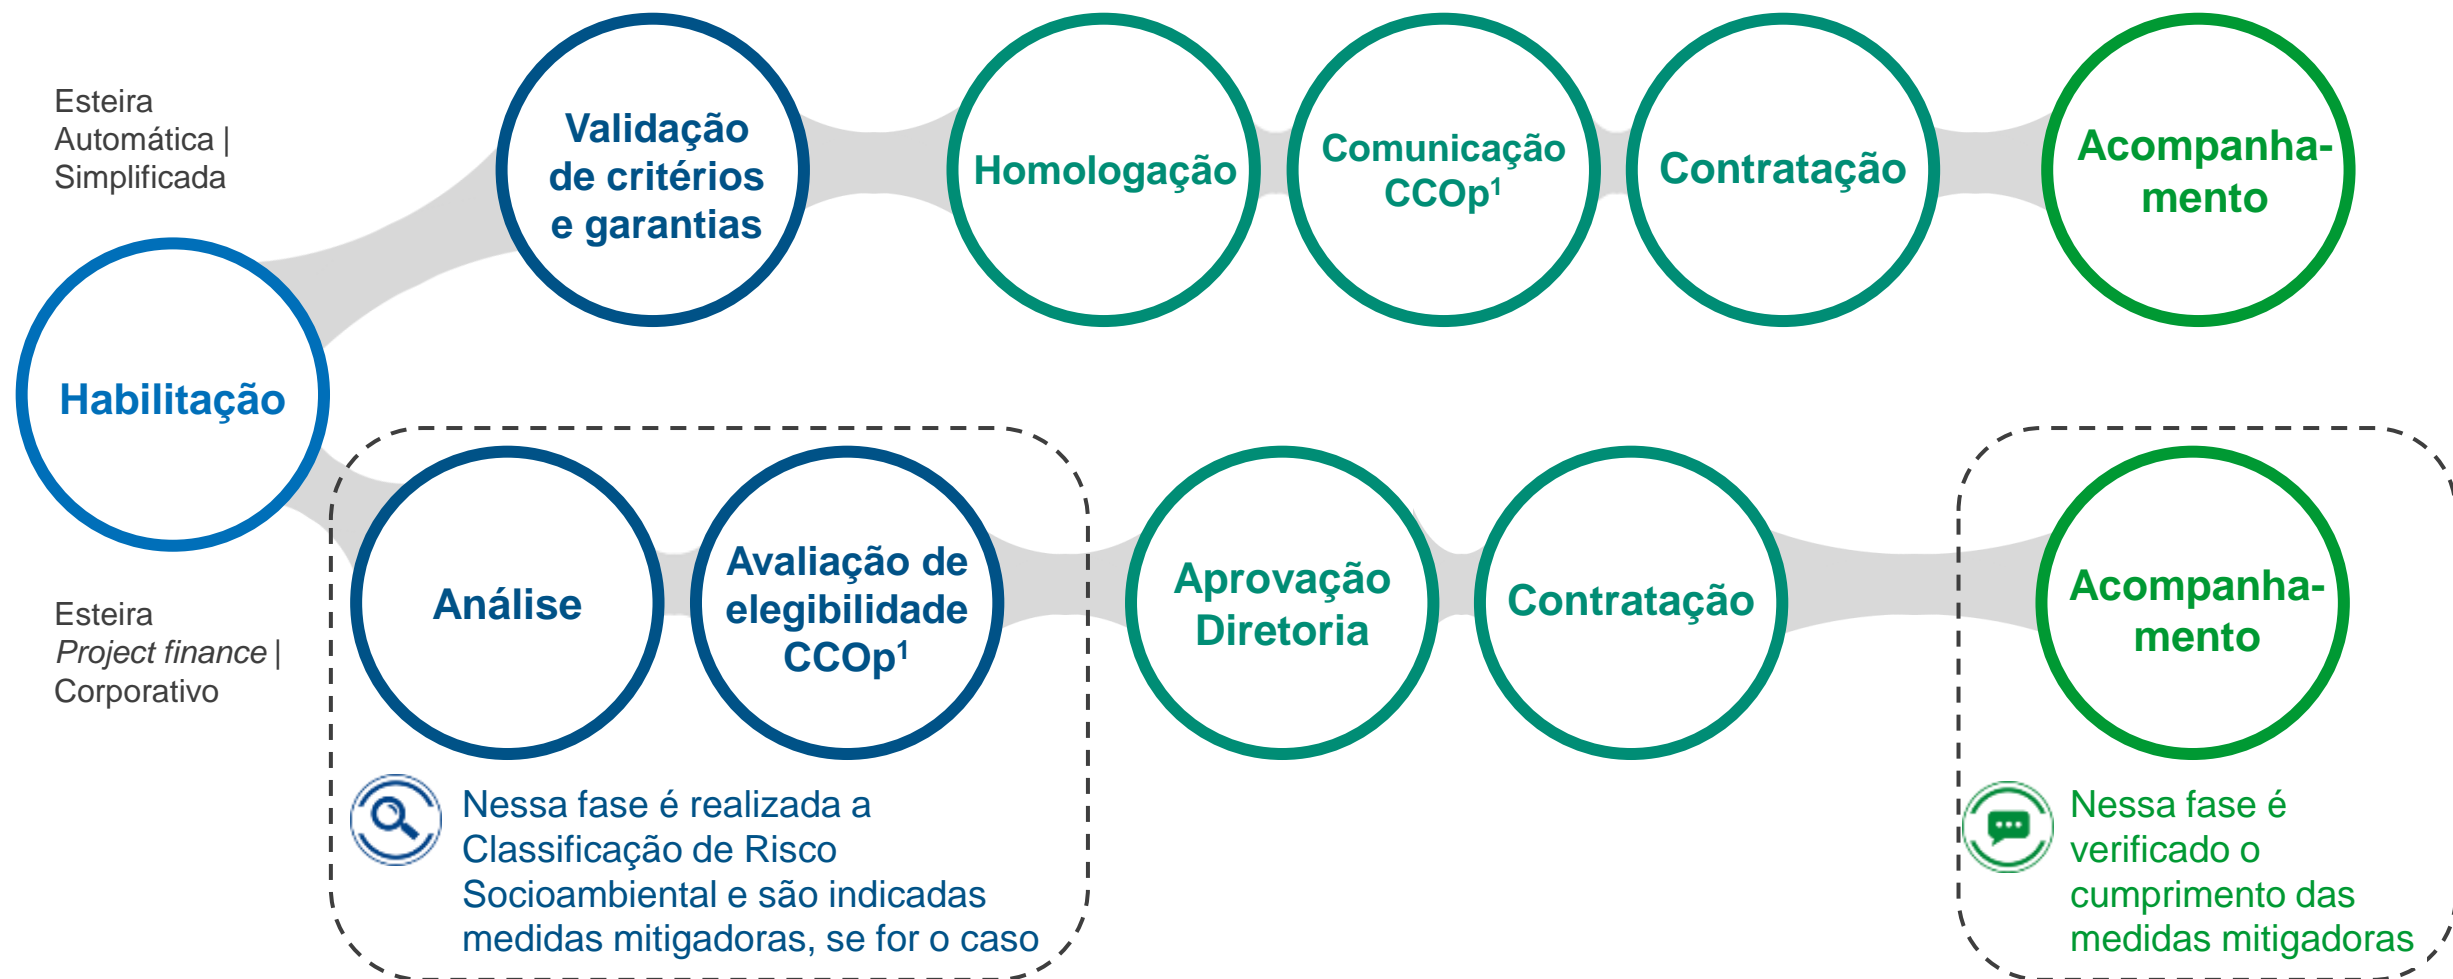 Esteira
Automática |
Simplificada
Validação
de critérios
e garantias
Homologação
Comunicação
CCOp¹
Contratação
Acompanha-
mento
Habilitação
Esteira
Project finance |
Corporativo
Análise
Avaliação de
elegibilidade
CCOp¹
Aprovação
Diretoria
Contratação
Acompanha-
mento
Nessa fase é realizada a
Classificação de Risco
Socioambiental e são indicadas
medidas mitigadoras, se for o caso
Nessa fase é
verificado o
cumprimento das
medidas mitigadoras